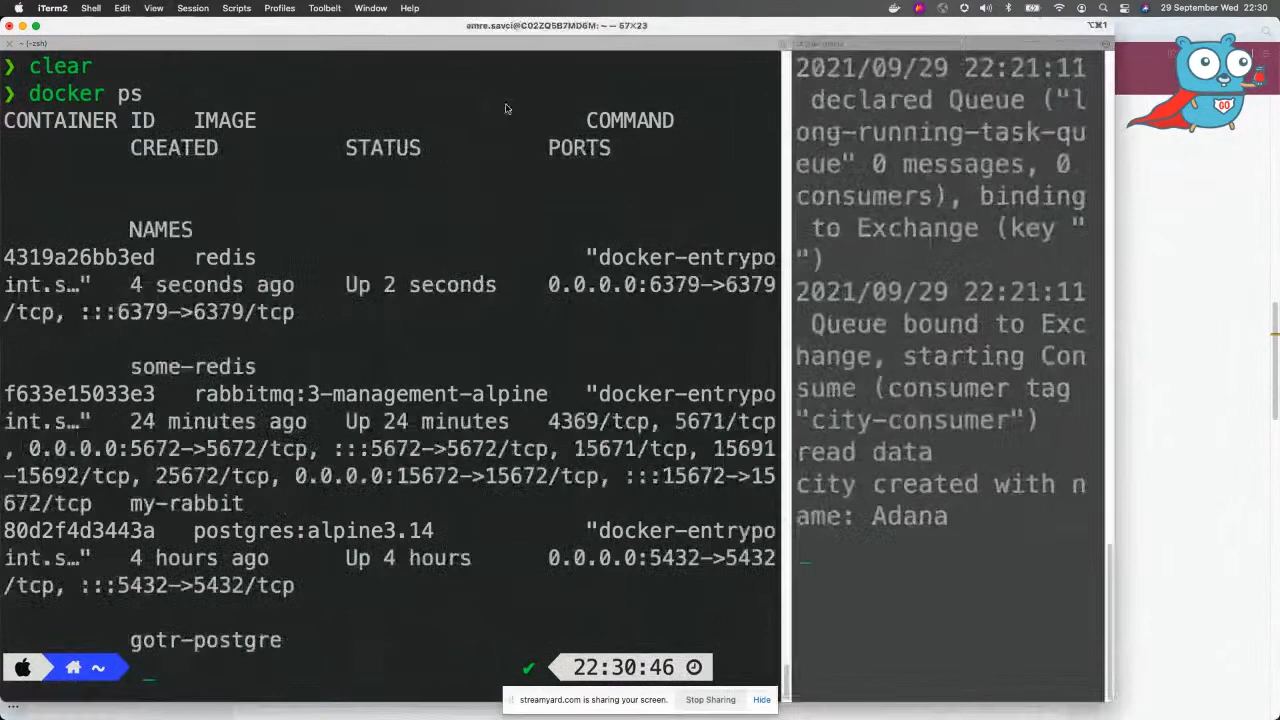 iTerm2 Shell Edit View Session Scripts Profiles Toolbelt Window Help 29 September Wed 22:30
emre.savci@C02ZQ5B7MD6M: ~ — 57×23 ⌥⌘1
~ (-zsh)
❯ clear
❯ docker ps
CONTAINER ID IMAGE COMMAND
CREATED STATUS PORTS
NAMES
4319a26bb3ed redis "docker-entrypo
int.s…" 4 seconds ago Up 2 seconds 0.0.0.0:6379->6379
/tcp, :::6379->6379/tcp
some-redis
f633e15033e3 rabbitmq:3-management-alpine "docker-entrypo
int.s…" 24 minutes ago Up 24 minutes 4369/tcp, 5671/tcp
, 0.0.0.0:5672->5672/tcp, :::5672->5672/tcp, 15671/tcp, 15691
-15692/tcp, 25672/tcp, 0.0.0.0:15672->15672/tcp, :::15672->15
672/tcp my-rabbit
80d2f4d3443a postgres:alpine3.14 "docker-entrypo
int.s…" 4 hours ago Up 4 hours 0.0.0.0:5432->5432
/tcp, :::5432->5432/tcp
gotr-postgre
~ ✔ 22:30:46
2021/09/29 22:21:11
declared Queue ("l
ong-running-task-qu
eue" 0 messages, 0
consumers), binding
to Exchange (key "
")
2021/09/29 22:21:11
Queue bound to Exc
hange, starting Con
sume (consumer tag
"city-consumer")
read data
city created with n
ame: Adana
GO
streamyard.com is sharing your screen. Stop Sharing Hide